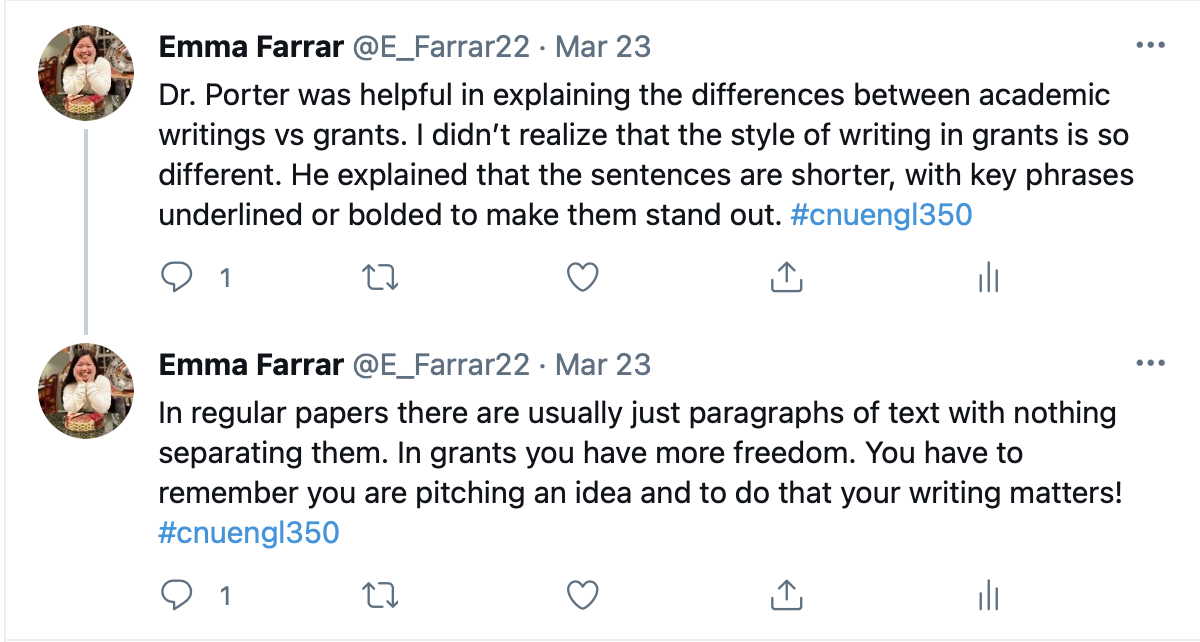 Emma Farrar @E_Farrar22 · Mar 23
Dr. Porter was helpful in explaining the differences between academic
writings vs grants. I didn’t realize that the style of writing in grants is so
different. He explained that the sentences are shorter, with key phrases
underlined or bolded to make them stand out. #cnuengl350
1
Emma Farrar @E_Farrar22 · Mar 23
In regular papers there are usually just paragraphs of text with nothing
separating them. In grants you have more freedom. You have to
remember you are pitching an idea and to do that your writing matters!
#cnuengl350
1